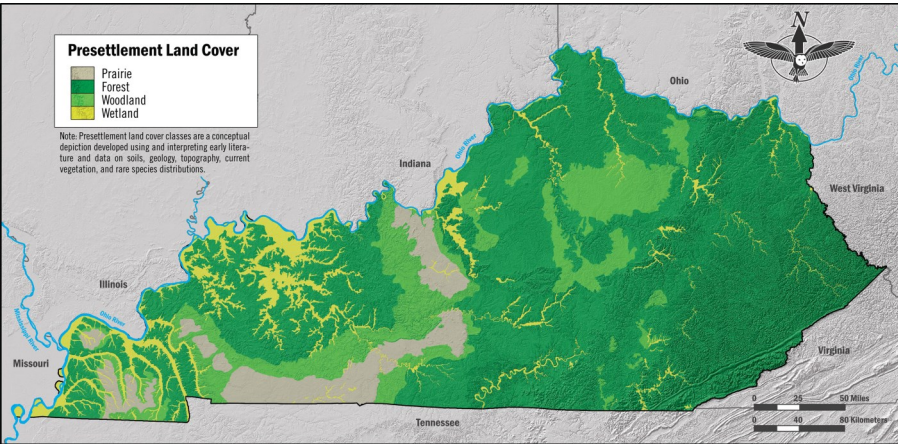 Presettlement Land Cover
Prairie
Forest
Woodland
Wetland
Note: Presettlement land cover classes are a conceptual
depiction developed using and interpreting early litera-
ture and data on soils, geology, topography, current
vegetation, and rare species distributions.
N
Ohio
Ohio River
Indiana
Ohio River
West Virginia
Illinois
Ohio River
Mississippi River
Missouri
Virginia
Tennessee
0 25 50 Miles
0 40 80 Kilometers